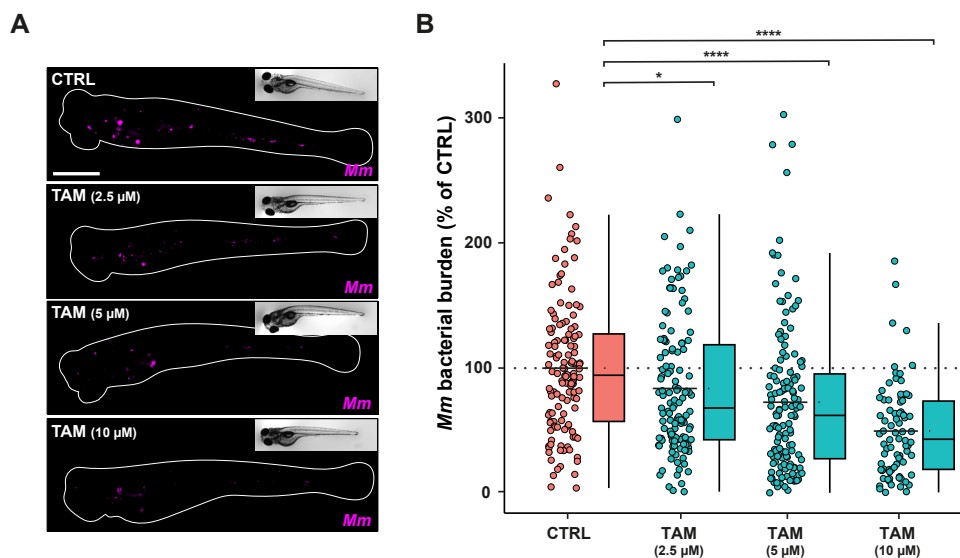 A
CTRL
Mm
TAM (2.5 µM)
Mm
TAM (5 µM)
Mm
TAM (10 µM)
Mm
B
****
****
*
Mm bacterial burden (% of CTRL)
300
200
100
0
CTRL
TAM
(2.5 µM)
TAM
(5 µM)
TAM
(10 µM)